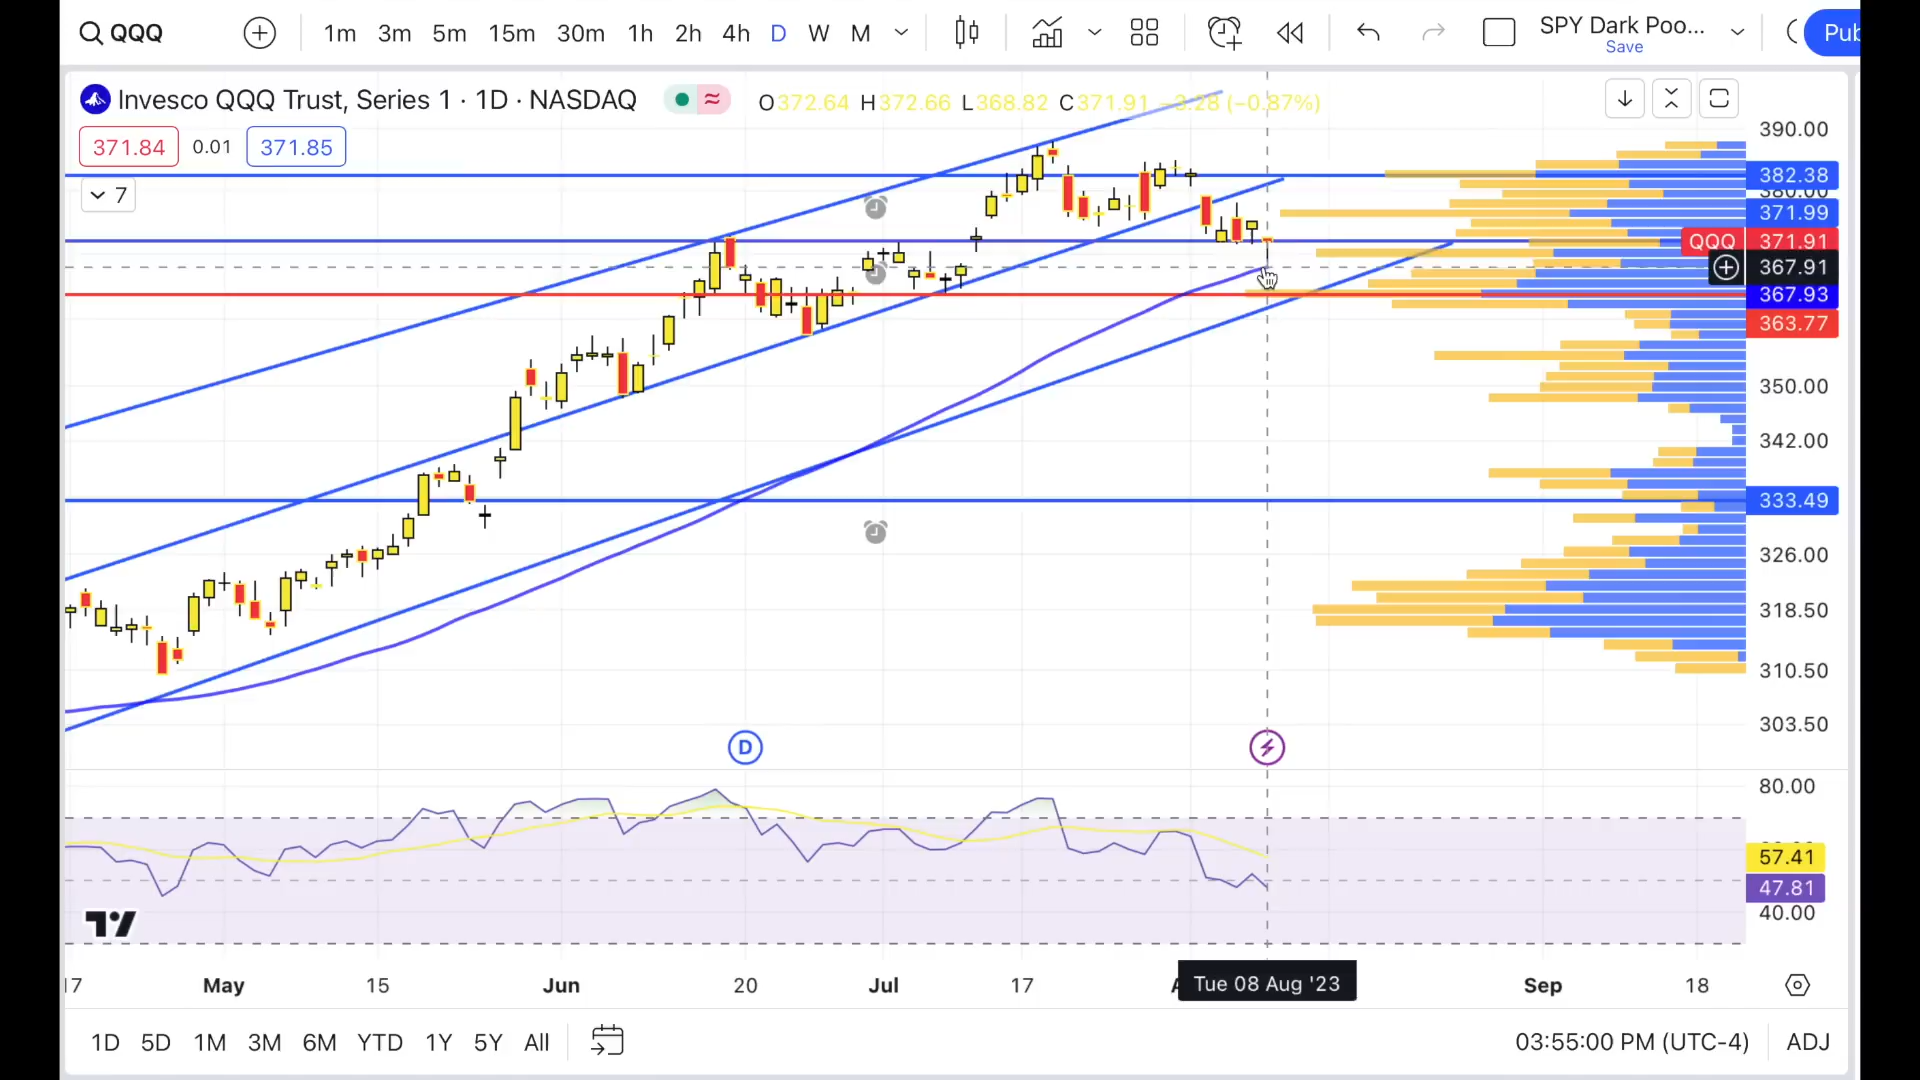 QQQ 1m 3m 5m 15m 30m 1h 2h 4h D W M SPY Dark Poo... Pub
Save
Invesco QQQ Trust, Series 1 · 1D · NASDAQ O372.64 H372.66 L368.82 C371.91 −3.28 (−0.87%)
371.84 0.01 371.85
7
390.00
382.38
371.99
QQQ 371.91
367.91
367.93
363.77
350.00
342.00
333.49
326.00
318.50
310.50
303.50
D
80.00
57.41
47.81
40.00
17 May 15 Jun 20 Jul 17 Tue 08 Aug '23 Sep 18
1D 5D 1M 3M 6M YTD 1Y 5Y All 03:55:00 PM (UTC-4) ADJ